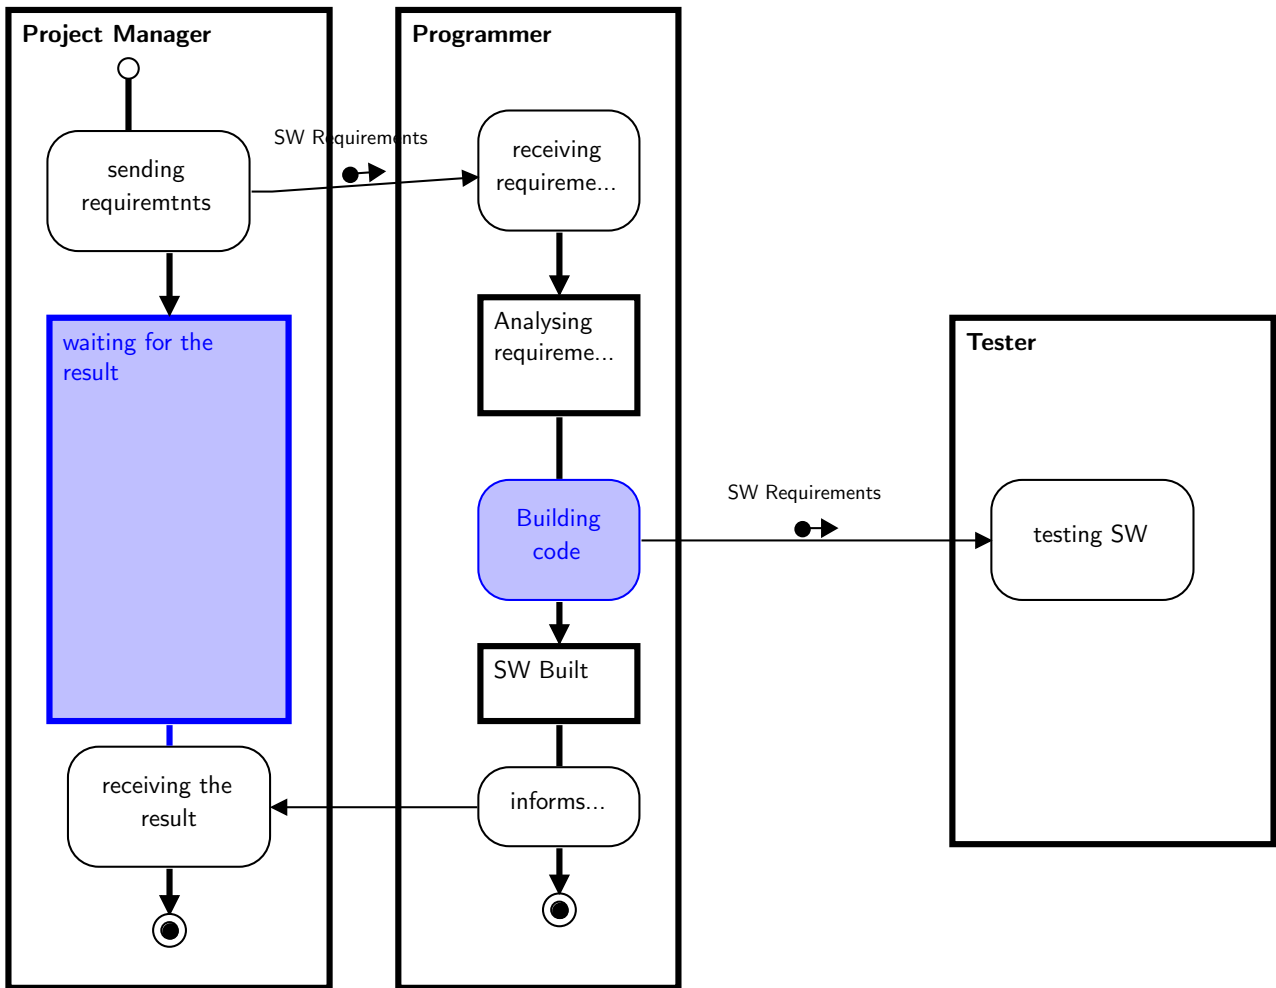 Project Manager
Programmer
SW Requirements
sending
requiremtnts
receiving
requireme...
waiting for the
result
Analysing
requireme...
Tester
SW Requirements
Building
code
testing SW
SW Built
receiving the
result
informs...